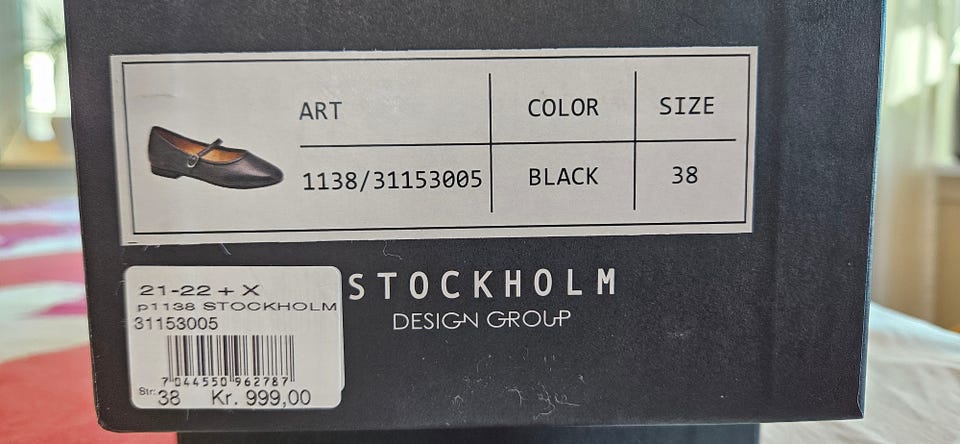 ART COLOR SIZE
1138/31153005 BLACK 38
STOCKHOLM
DESIGN GROUP
21-22 + X
p1138 STOCKHOLM
31153005
7 044550 962787
Str: 38 Kr. 999,00